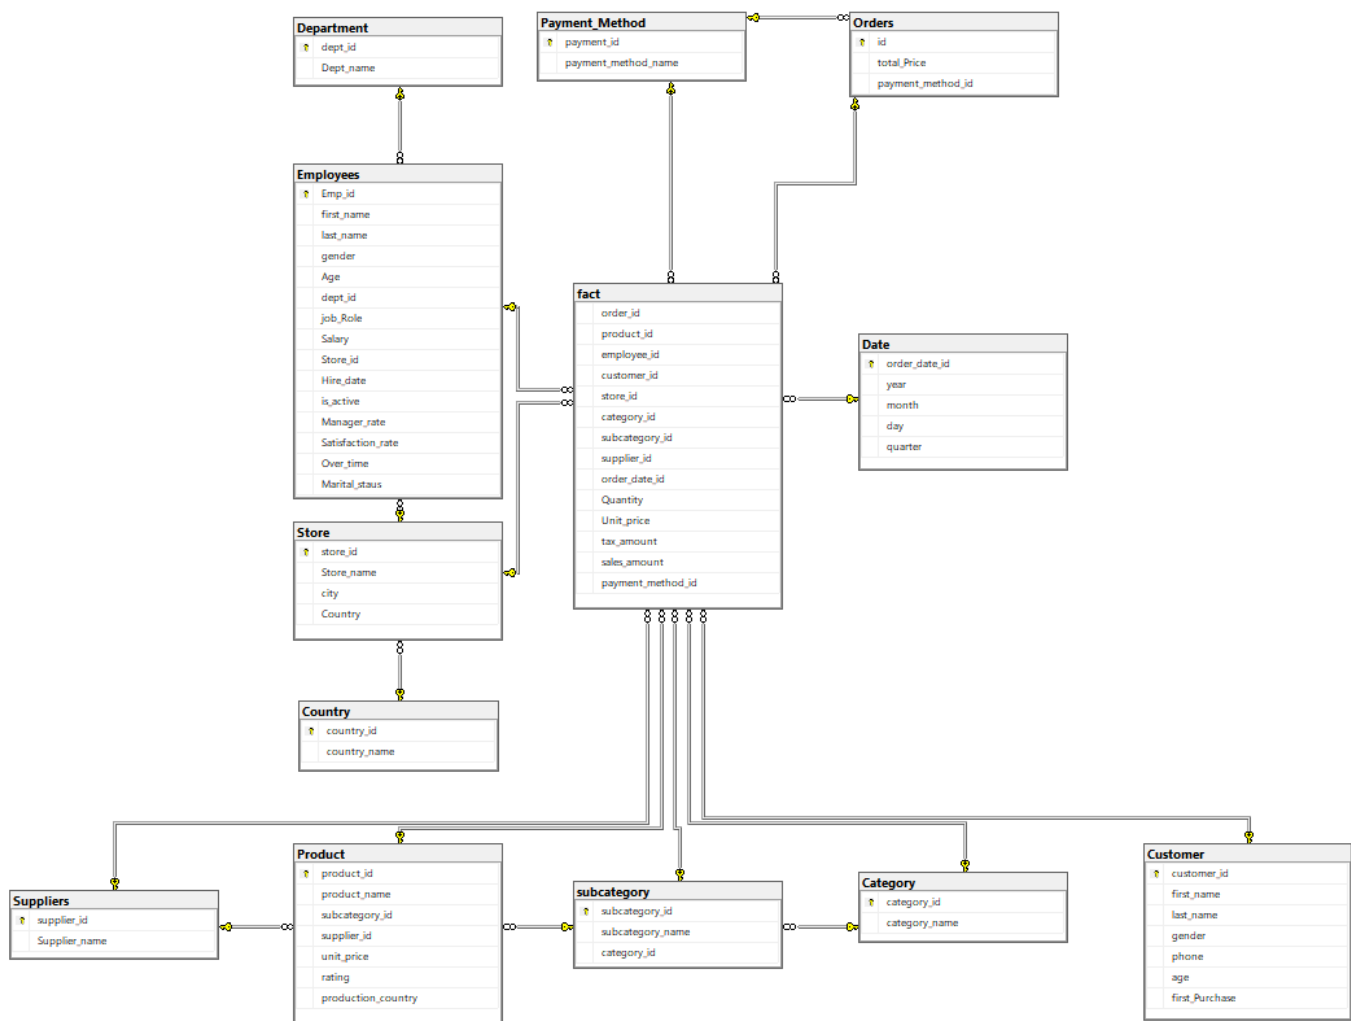 Department
dept_id
Dept_name
Payment_Method
payment_id
payment_method_name
Orders
id
total_Price
payment_method_id
Employees
Emp_id
first_name
last_name
gender
Age
dept_id
job_Role
Salary
Store_id
Hire_date
is_active
Manager_rate
Satisfaction_rate
Over_time
Marital_staus
fact
order_id
product_id
employee_id
customer_id
store_id
category_id
subcategory_id
supplier_id
order_date_id
Quantity
Unit_price
tax_amount
sales_amount
payment_method_id
Date
order_date_id
year
month
day
quarter
Store
store_id
Store_name
city
Country
Country
country_id
country_name
Suppliers
supplier_id
Supplier_name
Product
product_id
product_name
subcategory_id
supplier_id
unit_price
rating
production_country
subcategory
subcategory_id
subcategory_name
category_id
Category
category_id
category_name
Customer
customer_id
first_name
last_name
gender
phone
age
first_Purchase